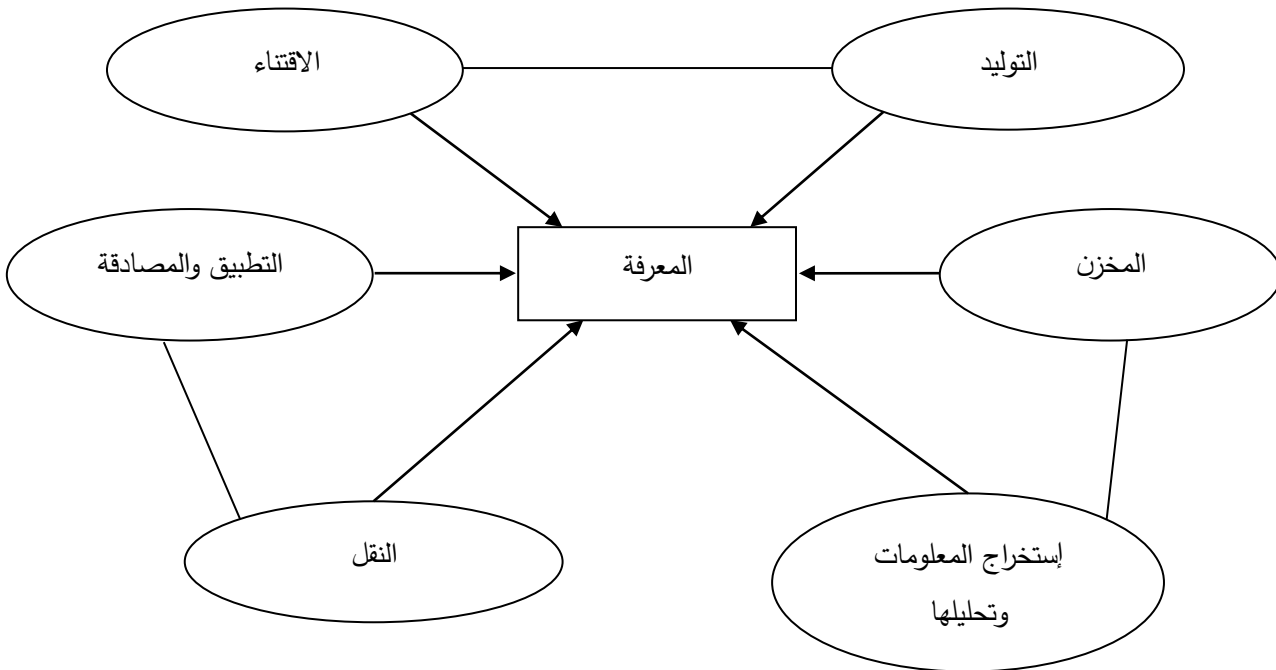 التوليد
الاقتناء
المخزن
المعرفة
التطبيق والمصادقة
إستخراج المعلومات
وتحليلها
النقل